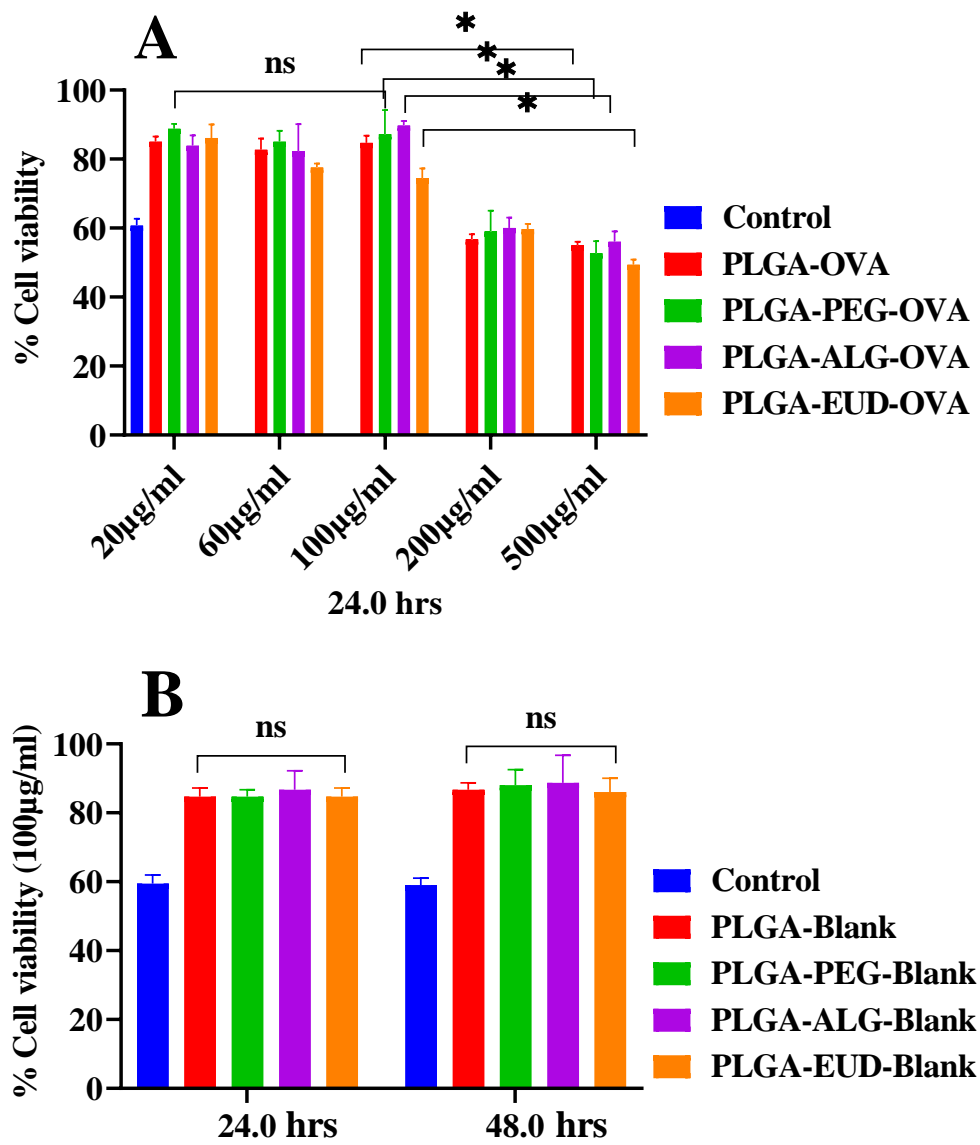 A
*
*
ns
*
*
100
80
60
40
20
0
% Cell viability
20µg/ml
60µg/ml
100µg/ml
200µg/ml
500µg/ml
24.0 hrs
Control
PLGA-OVA
PLGA-PEG-OVA
PLGA-ALG-OVA
PLGA-EUD-OVA
B
ns
ns
100
80
60
40
20
0
% Cell viability (100µg/ml)
24.0 hrs
48.0 hrs
Control
PLGA-Blank
PLGA-PEG-Blank
PLGA-ALG-Blank
PLGA-EUD-Blank